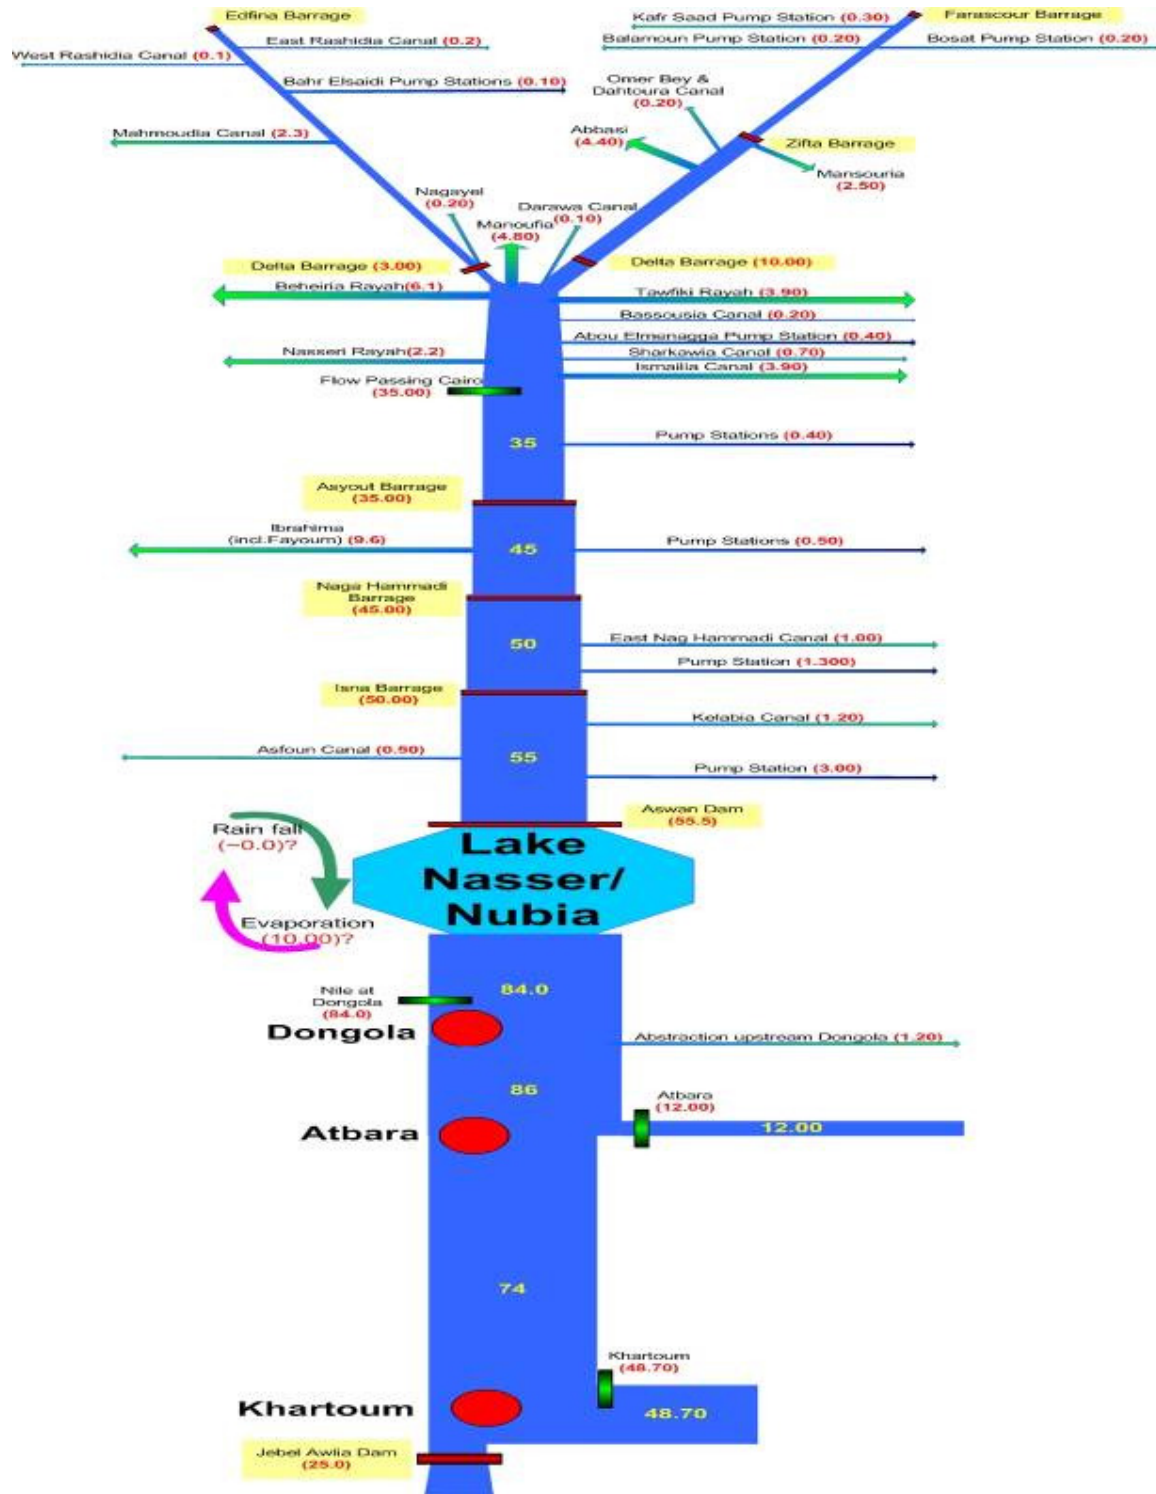 Edfina Barrage
Kafr Saad Pump Station (0.30)
Farascour Barrage
East Rashidia Canal (0.2)
Balamoun Pump Station (0.20)
Bosat Pump Station (0.20)
West Rashidia Canal (0.1)
Bahr Elsaidi Pump Stations (0.10)
Omer Bey &
Dahtoura Canal
(0.20)
Mahmoudia Canal (2.3)
Abbasi
(4.40)
Zifta Barrage
Mansouria
(2.50)
Nagayel
(0.20)
Darawa Canal
(0.10)
Manoufia
(4.80)
Delta Barrage (3.00)
Delta Barrage (10.00)
Beheiria Rayah(6.1)
Tawfiki Rayah (3.90)
Bassousia Canal (0.20)
Abou Elmenagga Pump Station (0.40)
Nasseri Rayah(2.2)
Sharkawia Canal (0.70)
Ismailia Canal (3.90)
Flow Passing Cairo
(35.00)
35
Pump Stations (0.40)
Asyout Barrage
(35.00)
Ibrahima
(incl.Fayoum) (9.6)
45
Pump Stations (0.50)
Naga Hammadi
Barrage
(45.00)
50
East Nag Hammadi Canal (1.00)
Pump Station (1.300)
Isna Barrage
(50.00)
Kelabia Canal (1.20)
Asfoun Canal (0.90)
55
Pump Station (3.00)
Aswan Dam
(55.5)
Rain fall
(~0.0)?
Lake
Nasser/
Nubia
Evaporation
(10.00)?
84.0
Nile at
Dongola
(84.0)
Dongola
Abstraction upstream Dongola (1.20)
86
Atbara
(12.00)
Atbara
12.00
74
Khartoum
(48.70)
Khartoum
48.70
Jebel Awlia Dam
(25.0)